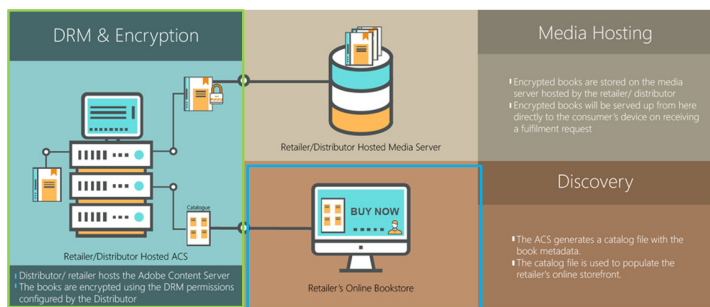 DRM & Encryption
Catalogue
Retailer/Distributor Hosted ACS
Distributor/ retailer hosts the Adobe Content Server
The books are encrypted using the DRM permissions
configured by the Distributor
Retailer/Distributor Hosted Media Server
Media Hosting
Encrypted books are stored on the media
server hosted by the retailer/ distributor
Encrypted books will be served up from here
directly to the consumer's device on receiving
a fulfilment request
BUY NOW
Retailer's Online Bookstore
Discovery
The ACS generates a catalog file with the
book metadata.
The catalog file is used to populate the
retailer's online storefront.